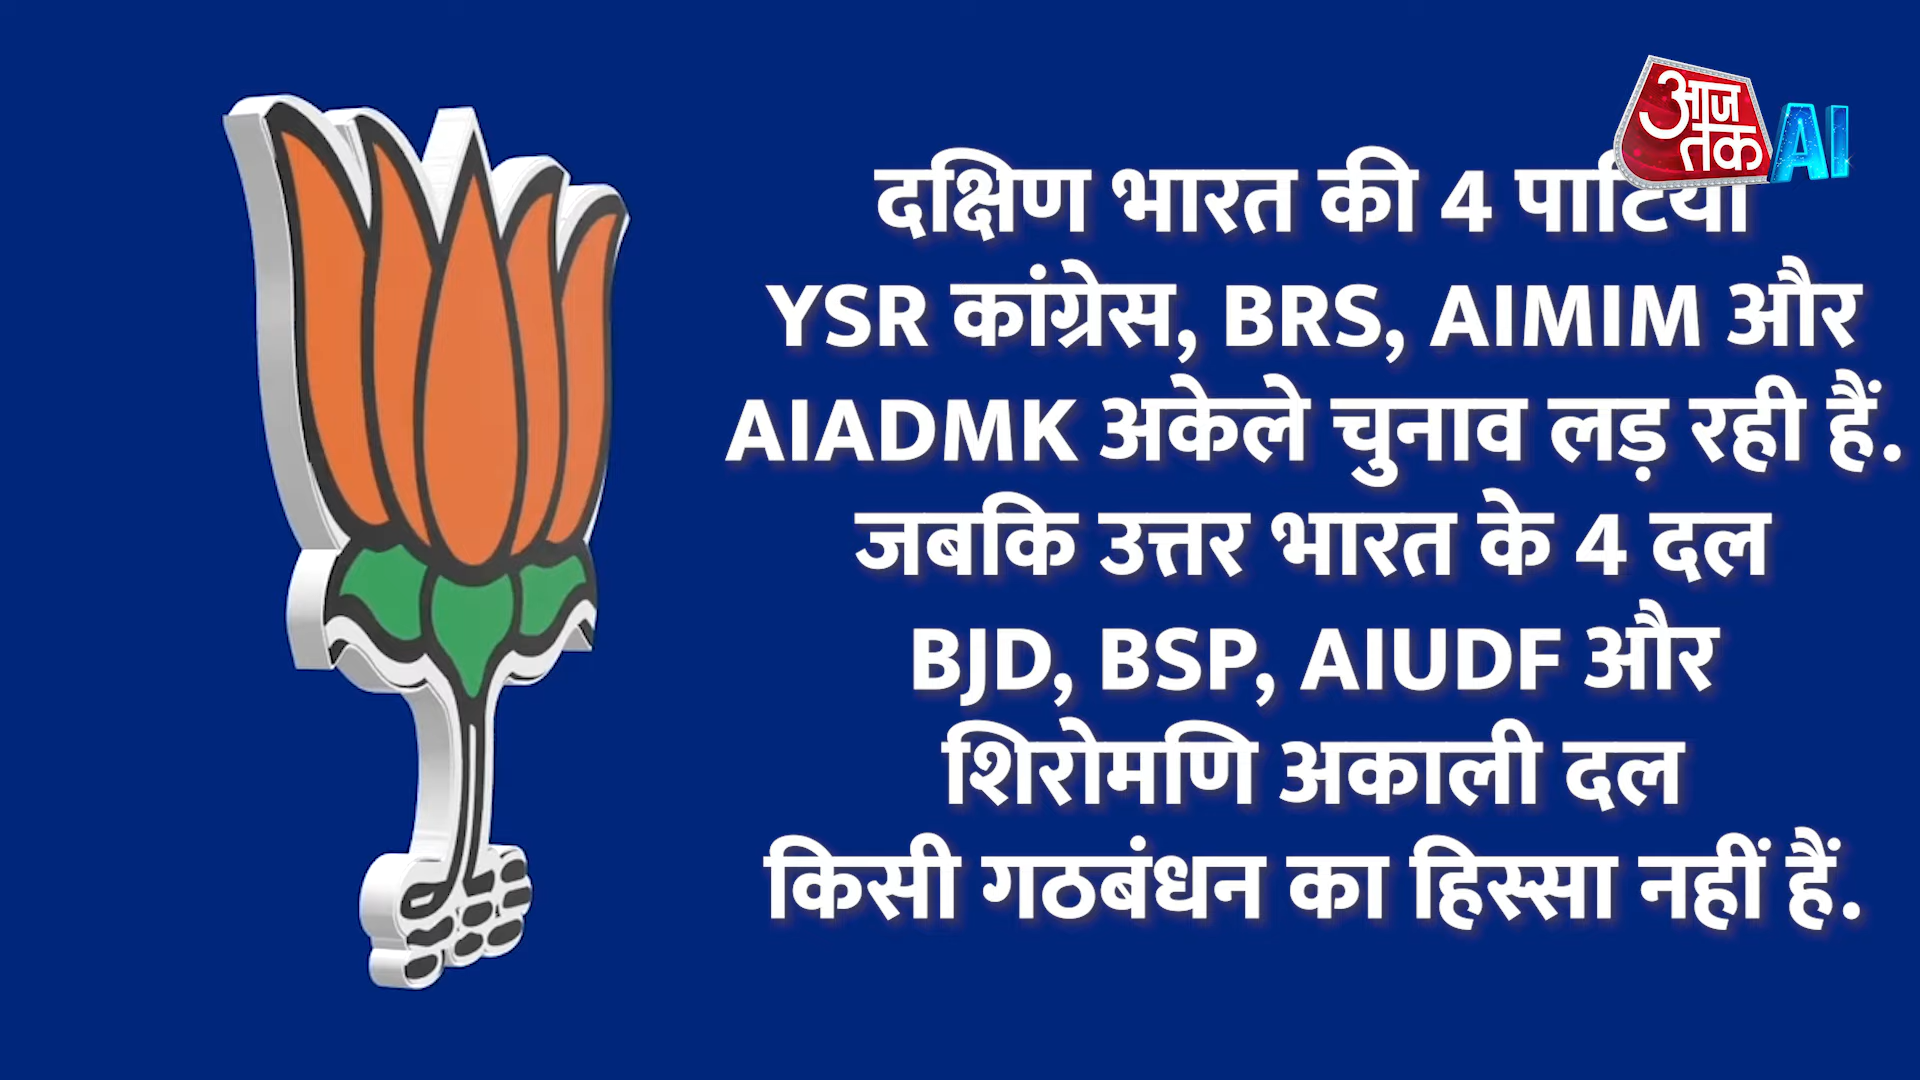 आज
तक AI
दक्षिण भारत की 4 पार्टियां
YSR कांग्रेस, BRS, AIMIM और
AIADMK अकेले चुनाव लड़ रही हैं.
जबकि उत्तर भारत के 4 दल
BJD, BSP, AIUDF और
शिरोमणि अकाली दल
किसी गठबंधन का हिस्सा नहीं हैं.